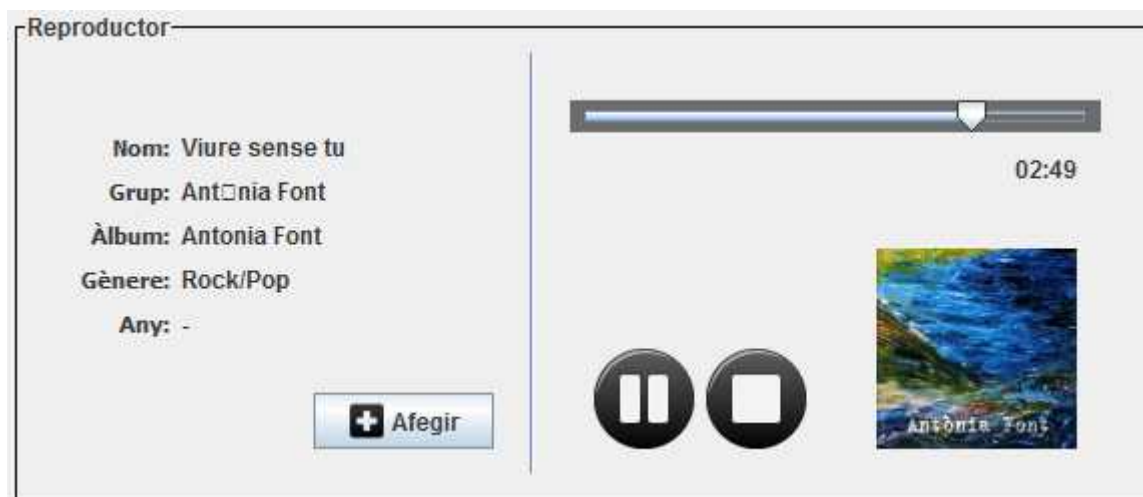 Reproductor
Nom: Viure sense tu
Grup: Ant□nia Font
Àlbum: Antonia Font
Gènere: Rock/Pop
Any: -
Afegir
02:49
Antònia Font